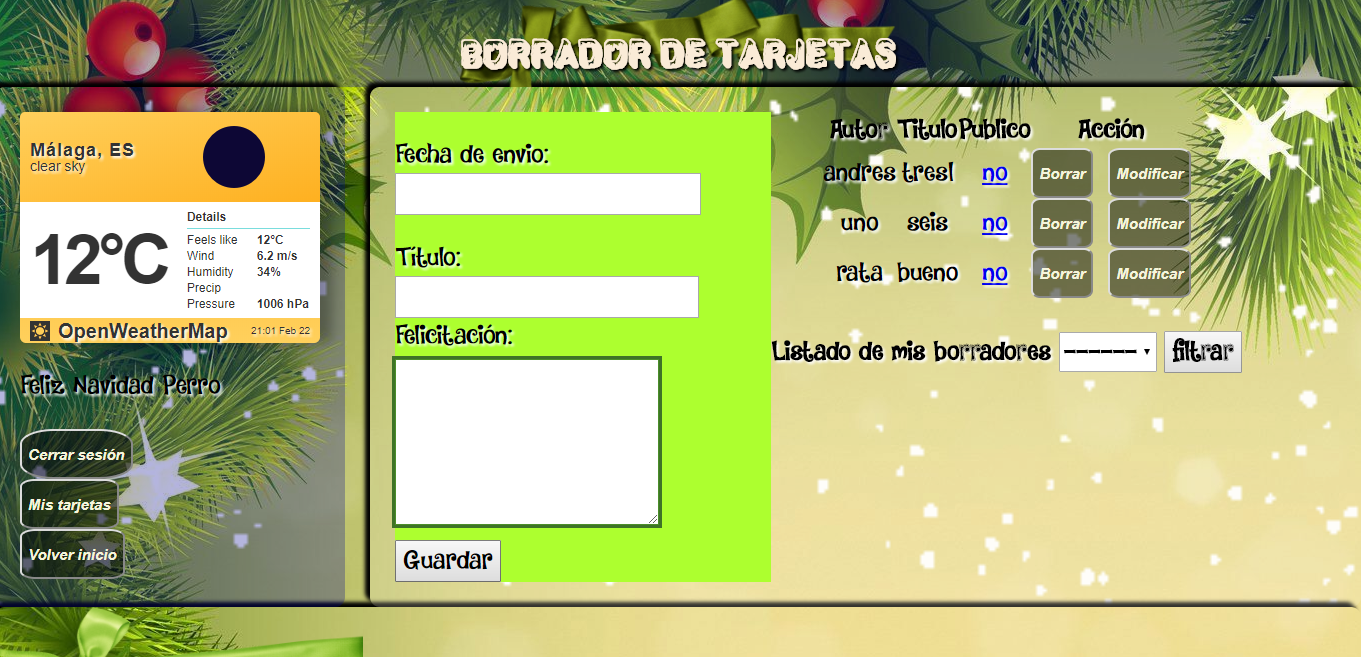 BORRADOR DE TARJETAS
Málaga, ES
clear sky
12°C
Details
Feels like 12°C
Wind 6.2 m/s
Humidity 34%
Precip
Pressure 1006 hPa
OpenWeatherMap 21:01 Feb 22
Feliz Navidad Perro
Cerrar sesión
Mis tarjetas
Volver inicio
Fecha de envio:
Título:
Felicitación:
Guardar
Autor Titulo Publico Acción
andres tres1 no Borrar Modificar
uno seis no Borrar Modificar
rata bueno no Borrar Modificar
Listado de mis borradores ------ filtrar